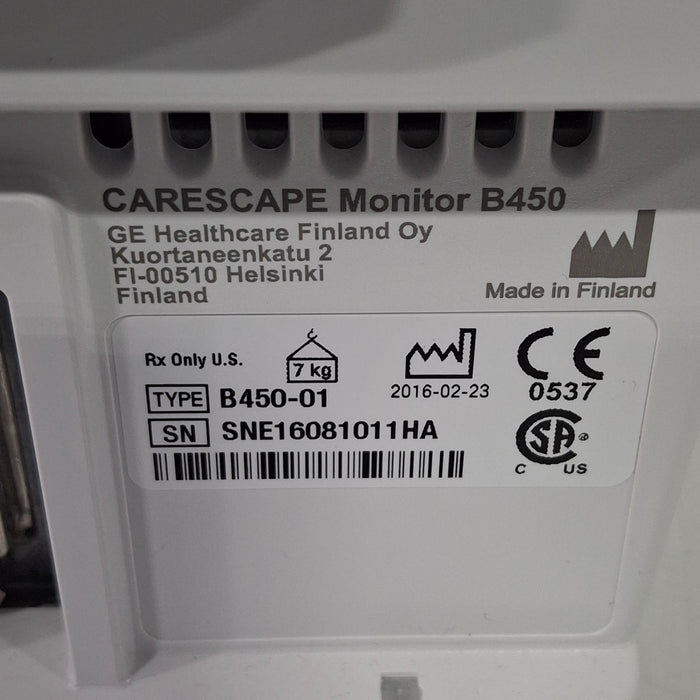 CARESCAPE Monitor B450
GE Healthcare Finland Oy
Kuortaneenkatu 2
FI-00510 Helsinki
Finland
Made in Finland
Rx Only U.S.
7 kg
2016-02-23
CE
0537
TYPE B450-01
SN SNE16081011HA
SA
®
C US